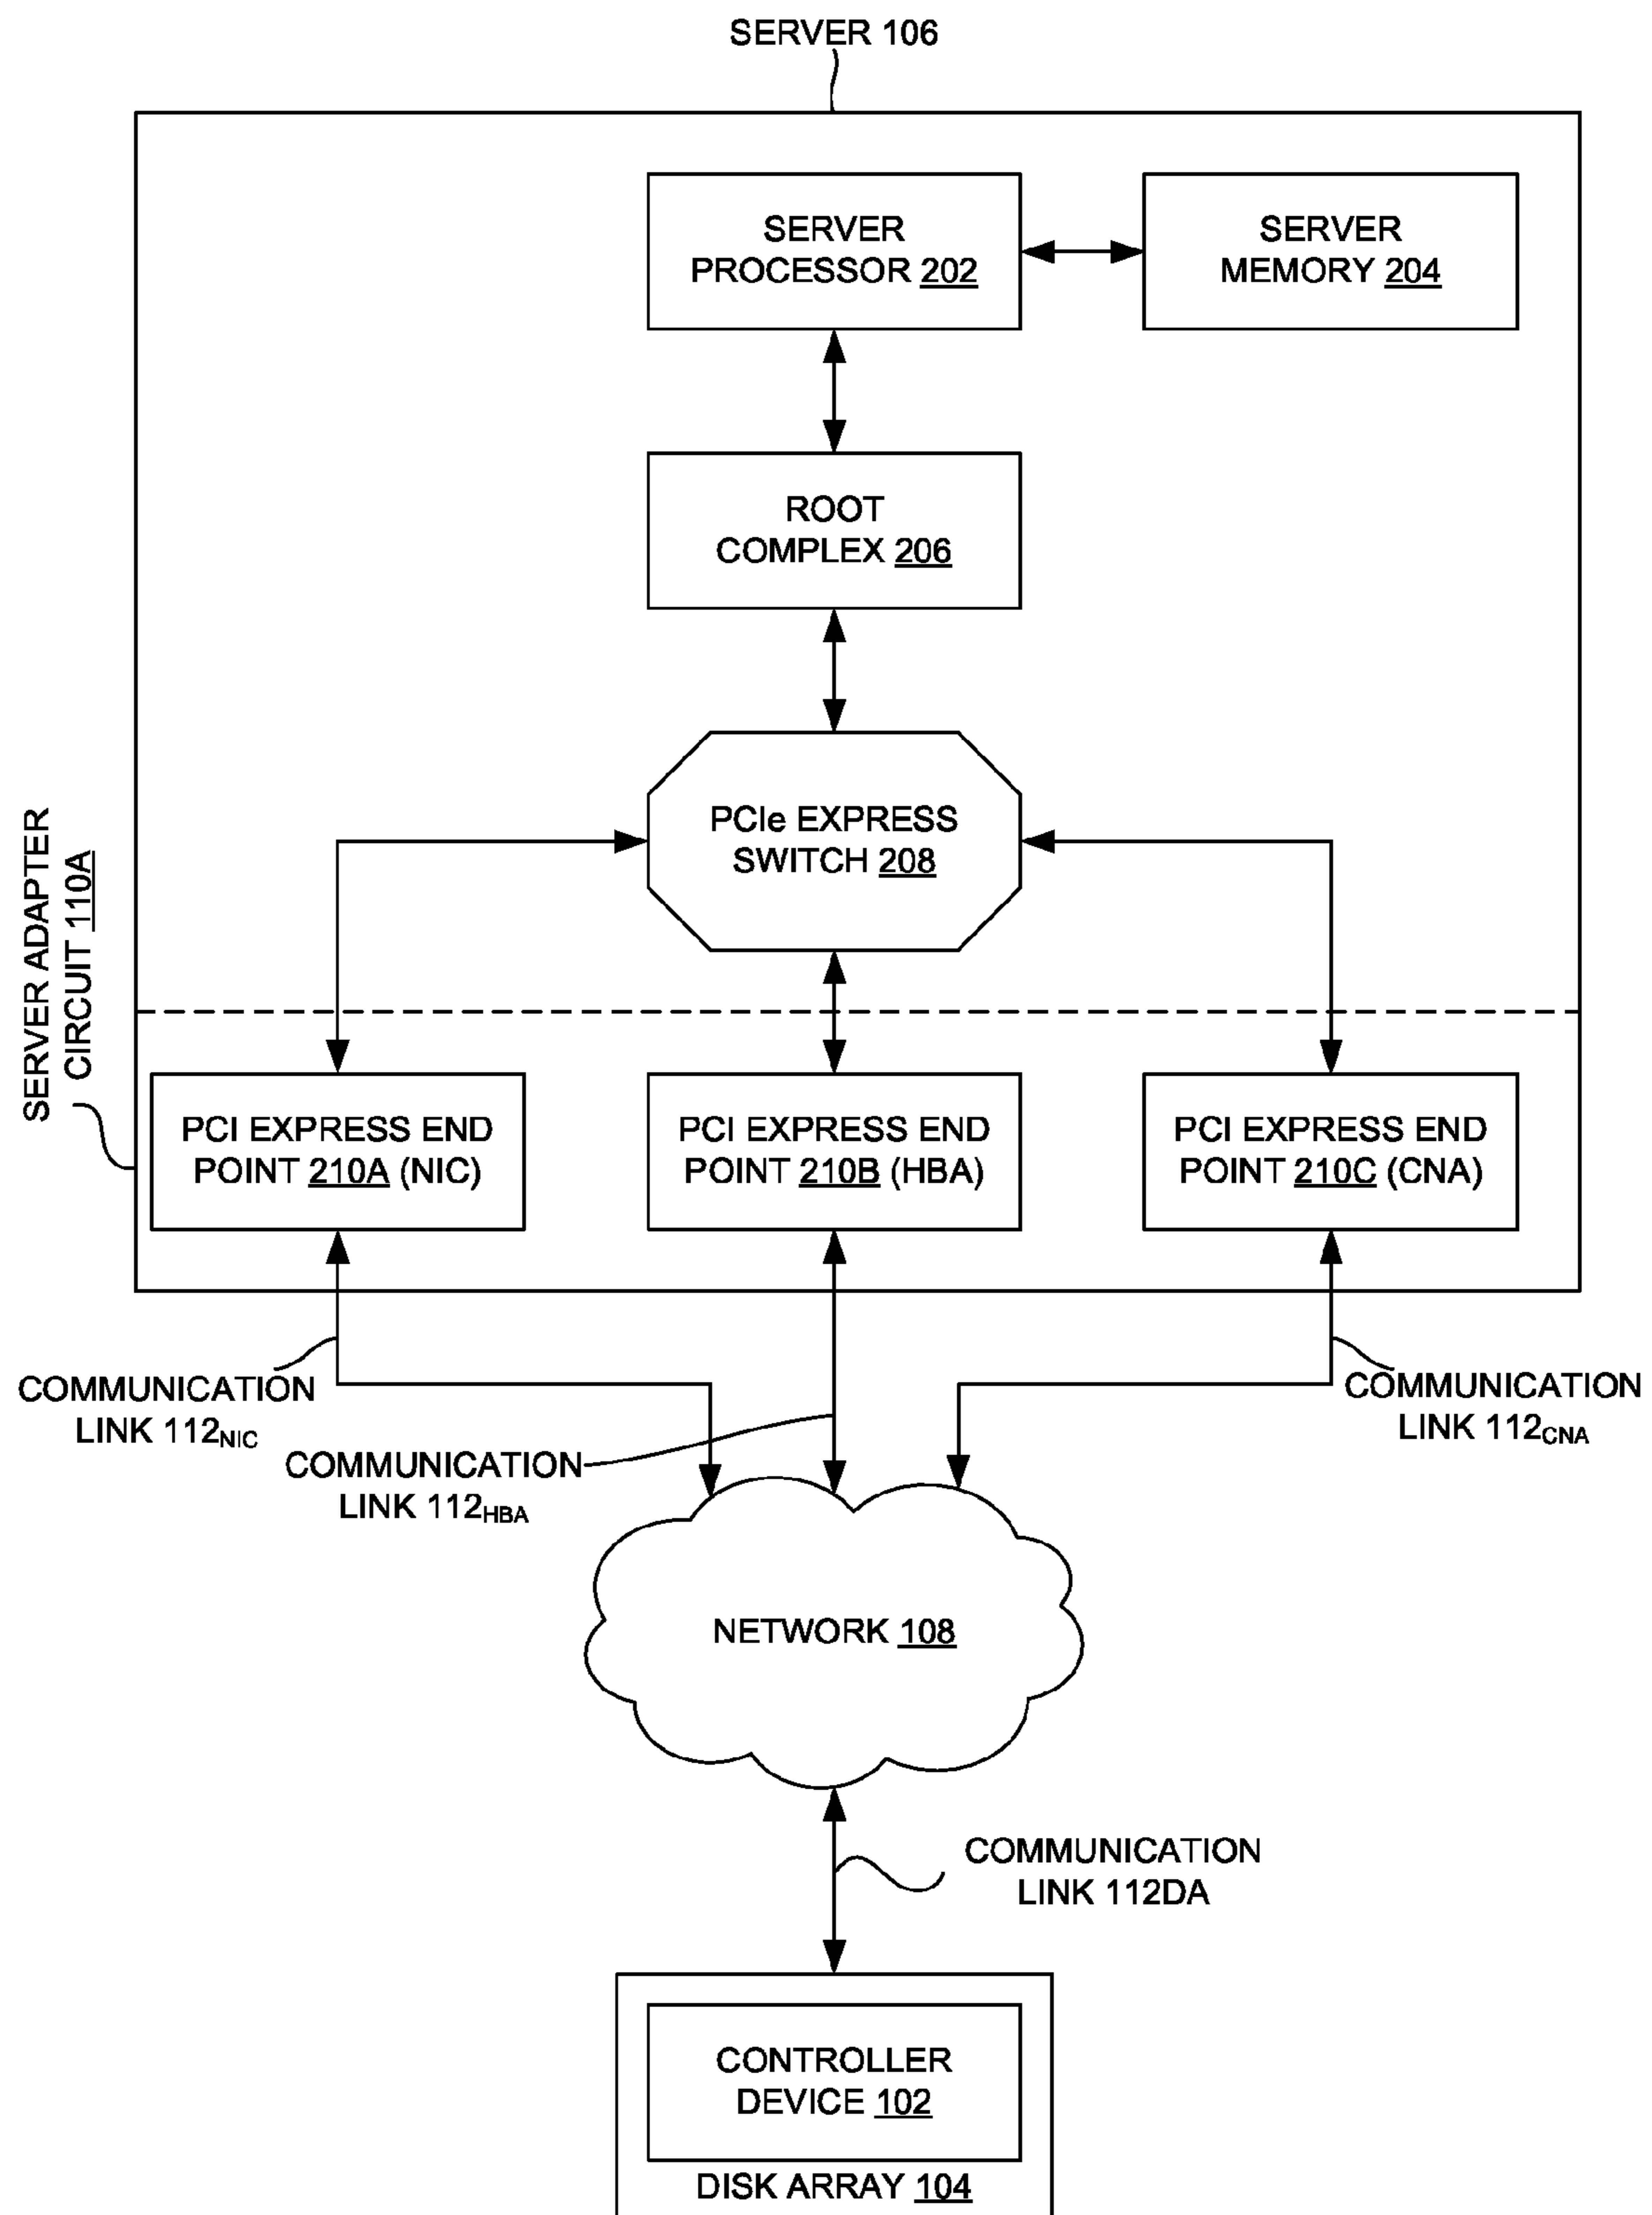 SERVER 106
SERVER
PROCESSOR 202
SERVER
MEMORY 204
ROOT
COMPLEX 206
PCIe EXPRESS
SWITCH 208
SERVER ADAPTER
CIRCUIT 110A
PCI EXPRESS END
POINT 210A (NIC)
PCI EXPRESS END
POINT 210B (HBA)
PCI EXPRESS END
POINT 210C (CNA)
COMMUNICATION
LINK 112NIC
COMMUNICATION
LINK 112HBA
COMMUNICATION
LINK 112CNA
NETWORK 108
COMMUNICATION
LINK 112DA
CONTROLLER
DEVICE 102
DISK ARRAY 104